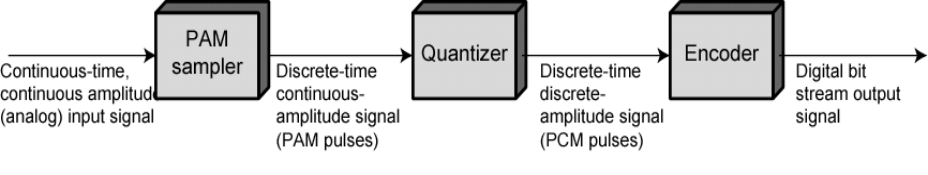 PAM
sampler
Quantizer
Encoder
Continuous-time,
continuous amplitude
(analog) input signal
Discrete-time
continuous-
amplitude signal
(PAM pulses)
Discrete-time
discrete-
amplitude signal
(PCM pulses)
Digital bit
stream output
signal